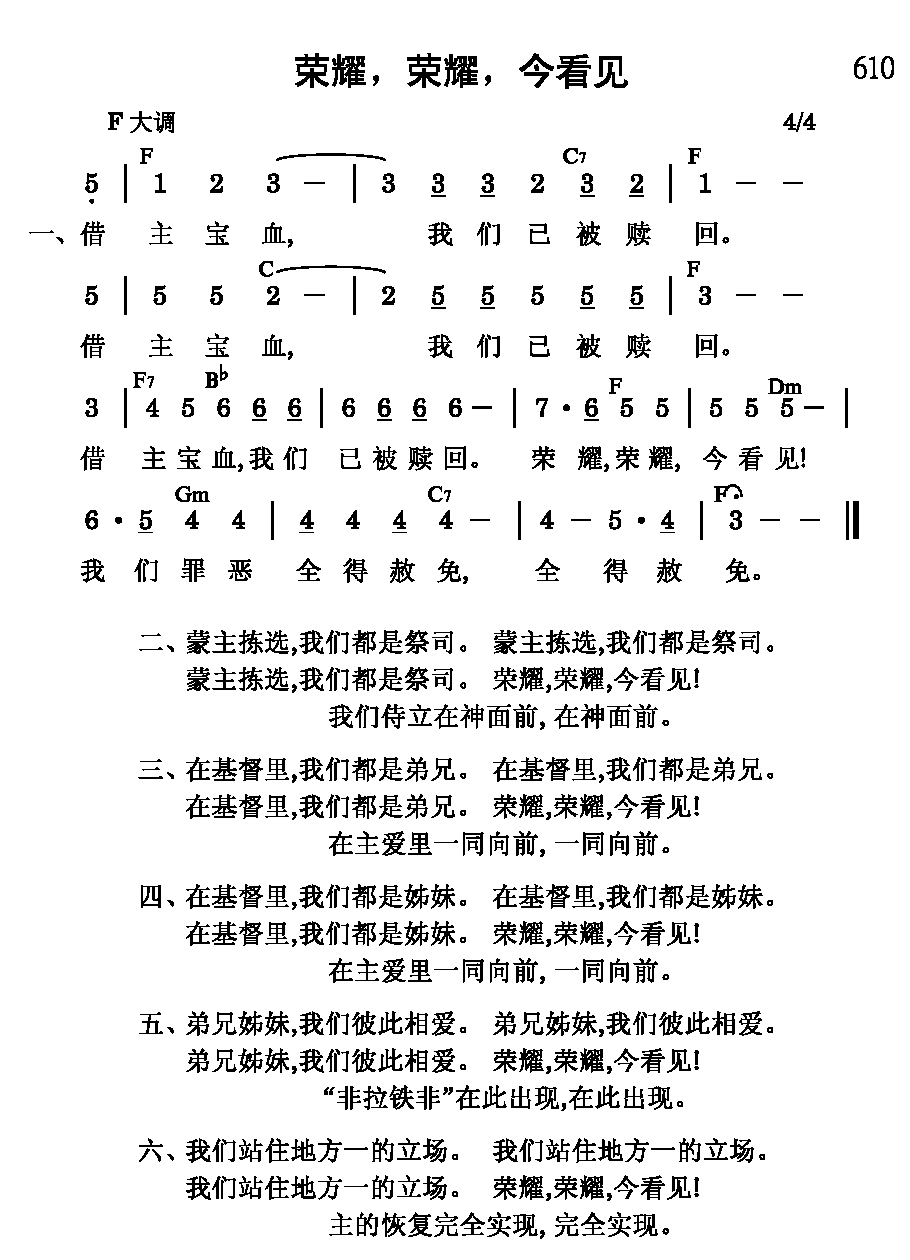 荣耀，荣耀，今看见 610
F 大调 4/4
F C7 F
5 | 1 2 3 – | 3 3 3 2 3 2 | 1 – –
一、借 主 宝 血, 我 们 已 被 赎 回。
C F
5 | 5 5 2 – | 2 5 5 5 5 5 | 3 – –
借 主 宝 血, 我 们 已 被 赎 回。
F7 B♭ F Dm
3 | 4 5 6 6 6 | 6 6 6 6 – | 7 · 6 5 5 | 5 5 5 – |
借 主 宝 血,我 们 已 被 赎 回。 荣 耀,荣 耀, 今 看 见!
Gm C7 F
6 · 5 4 4 | 4 4 4 4 – | 4 – 5 · 4 | 3 – – ‖
我 们 罪 恶 全 得 赦 免, 全 得 赦 免。
二、蒙主拣选,我们都是祭司。 蒙主拣选,我们都是祭司。
蒙主拣选,我们都是祭司。 荣耀,荣耀,今看见!
我们侍立在神面前, 在神面前。
三、在基督里,我们都是弟兄。 在基督里,我们都是弟兄。
在基督里,我们都是弟兄。 荣耀,荣耀,今看见!
在主爱里一同向前, 一同向前。
四、在基督里,我们都是姊妹。 在基督里,我们都是姊妹。
在基督里,我们都是姊妹。 荣耀,荣耀,今看见!
在主爱里一同向前, 一同向前。
五、弟兄姊妹,我们彼此相爱。 弟兄姊妹,我们彼此相爱。
弟兄姊妹,我们彼此相爱。 荣耀,荣耀,今看见!
“非拉铁非”在此出现,在此出现。
六、我们站住地方一的立场。 我们站住地方一的立场。
我们站住地方一的立场。 荣耀,荣耀,今看见!
主的恢复完全实现, 完全实现。